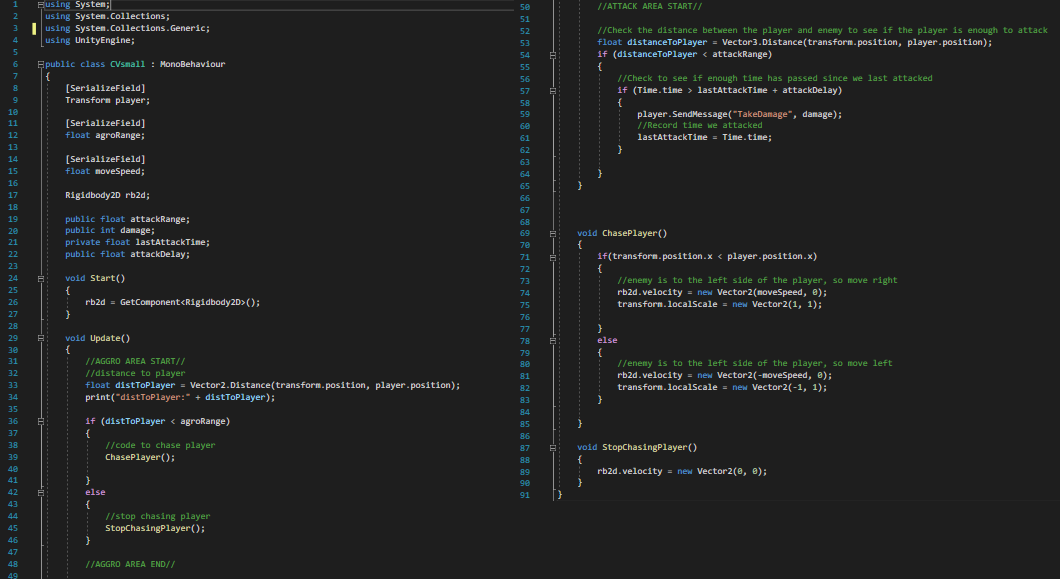 1 using System;
2 using System.Collections;
3 using System.Collections.Generic;
4 using UnityEngine;
5
6 public class CVsmall : MonoBehaviour
7 {
8 [SerializeField]
9 Transform player;
10
11 [SerializeField]
12 float agroRange;
13
14 [SerializeField]
15 float moveSpeed;
16
17 Rigidbody2D rb2d;
18
19 public float attackRange;
20 public int damage;
21 private float lastAttackTime;
22 public float attackDelay;
23
24 void Start()
25 {
26 rb2d = GetComponent<Rigidbody2D>();
27 }
28
29 void Update()
30 {
31 //AGGRO AREA START//
32 //distance to player
33 float distToPlayer = Vector2.Distance(transform.position, player.position);
34 print("distToPlayer:" + distToPlayer);
35
36 if (distToPlayer < agroRange)
37 {
38 //code to chase player
39 ChasePlayer();
40
41 }
42 else
43 {
44 //stop chasing player
45 StopChasingPlayer();
46 }
47
48 //AGGRO AREA END//
49
50 //ATTACK AREA START//
51
52 //Check the distance between the player and enemy to see if the player is enough to attack
53 float distanceToPlayer = Vector3.Distance(transform.position, player.position);
54 if (distanceToPlayer < attackRange)
55 {
56 //Check to see if enough time has passed since we last attacked
57 if (Time.time > lastAttackTime + attackDelay)
58 {
59 player.SendMessage("TakeDamage", damage);
60 //Record time we attacked
61 lastAttackTime = Time.time;
62 }
63
64 }
65 }
66
67
68
69 void ChasePlayer()
70 {
71 if(transform.position.x < player.position.x)
72 {
73 //enemy is to the left side of the player, so move right
74 rb2d.velocity = new Vector2(moveSpeed, 0);
75 transform.localScale = new Vector2(1, 1);
76
77 }
78 else
79 {
80 //enemy is to the left side of the player, so move left
81 rb2d.velocity = new Vector2(-moveSpeed, 0);
82 transform.localScale = new Vector2(-1, 1);
83 }
84
85 }
86
87 void StopChasingPlayer()
88 {
89 rb2d.velocity = new Vector2(0, 0);
90 }
91 }